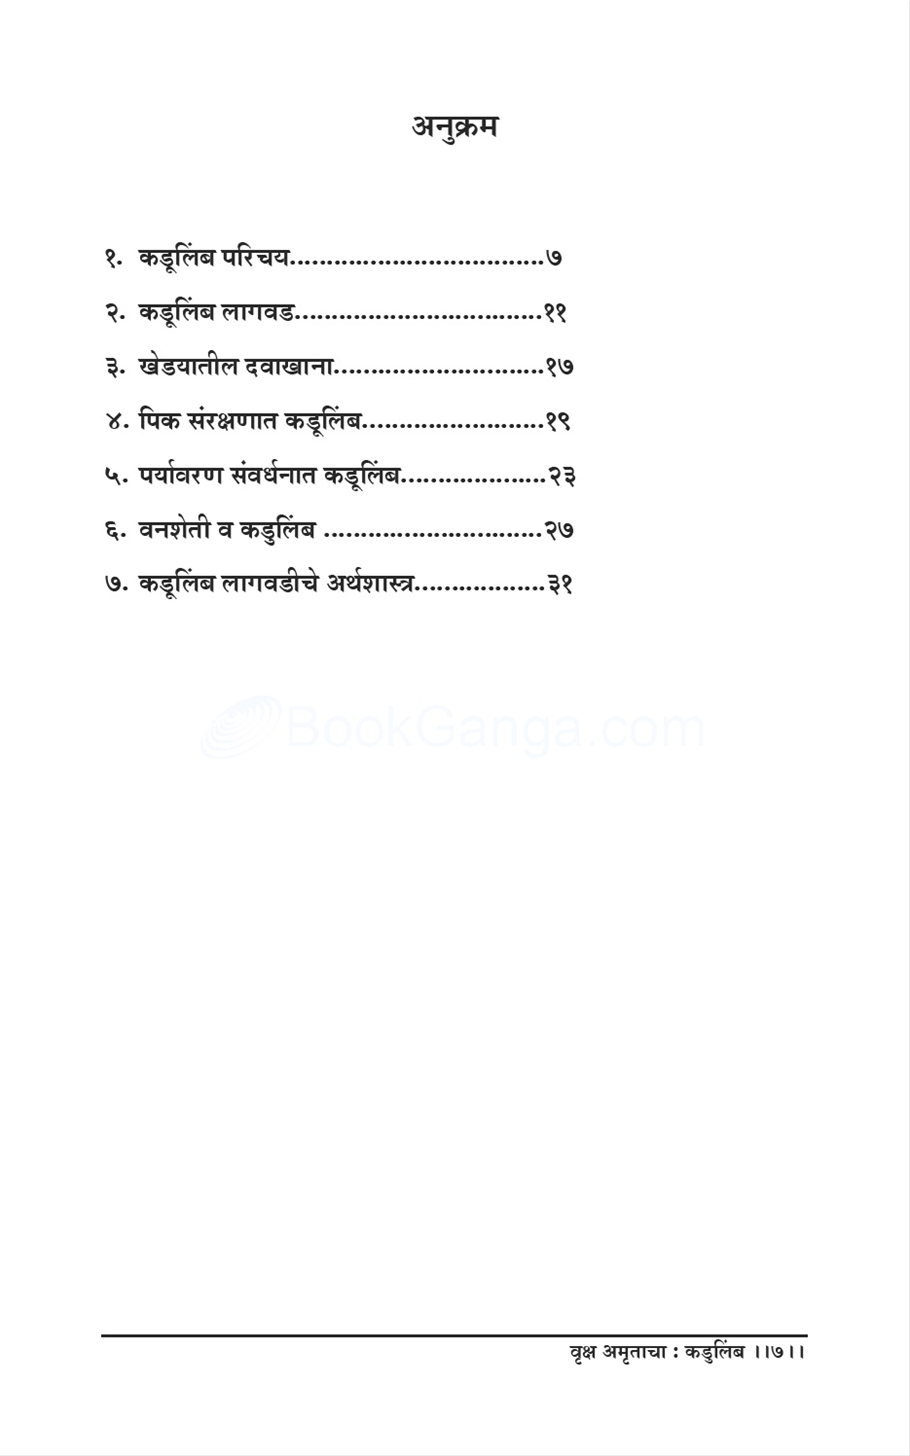 अनुक्रम
१. कडूलिंब परिचय..................................७
२. कडूलिंब लागवड.................................११
३. खेडयातील दवाखाना............................१७
४. पिक संरक्षणात कडूलिंब........................१९
५. पर्यावरण संवर्धनात कडूलिंब....................२३
६. वनशेती व कडुलिंब .............................२७
७. कडूलिंब लागवडीचे अर्थशास्त्र..................३१
BookGanga.com
वृक्ष अमृताचा : कडुलिंब ।।७।।